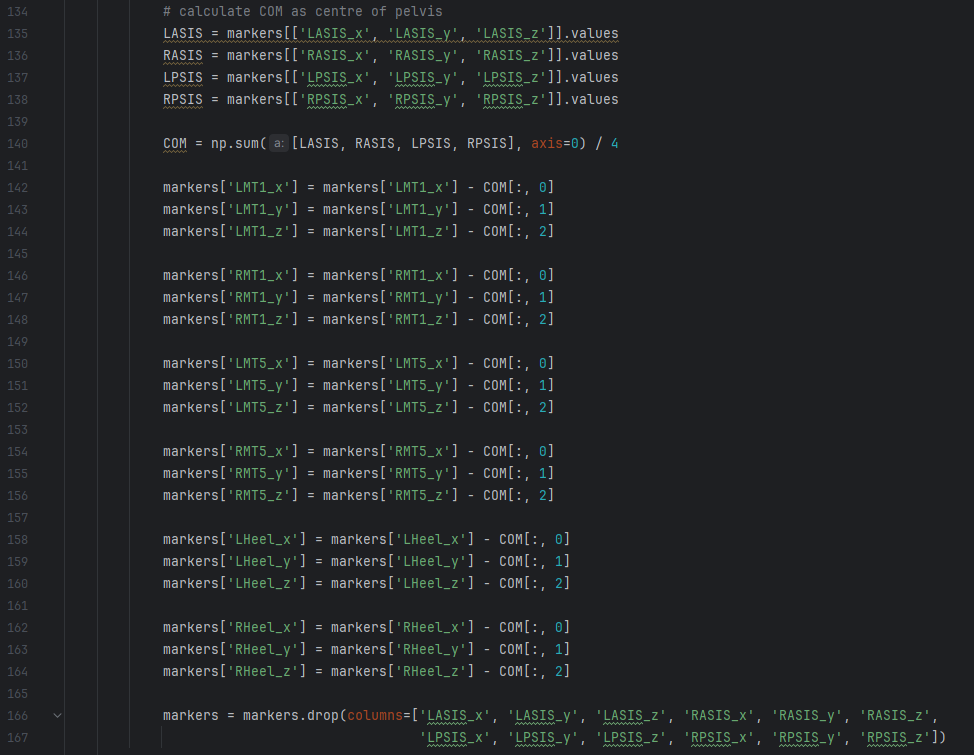 134 # calculate COM as centre of pelvis
135 LASIS = markers[['LASIS_x', 'LASIS_y', 'LASIS_z']].values
136 RASIS = markers[['RASIS_x', 'RASIS_y', 'RASIS_z']].values
137 LPSIS = markers[['LPSIS_x', 'LPSIS_y', 'LPSIS_z']].values
138 RPSIS = markers[['RPSIS_x', 'RPSIS_y', 'RPSIS_z']].values
139
140 COM = np.sum( a: [LASIS, RASIS, LPSIS, RPSIS], axis=0) / 4
141
142 markers['LMT1_x'] = markers['LMT1_x'] - COM[:, 0]
143 markers['LMT1_y'] = markers['LMT1_y'] - COM[:, 1]
144 markers['LMT1_z'] = markers['LMT1_z'] - COM[:, 2]
145
146 markers['RMT1_x'] = markers['RMT1_x'] - COM[:, 0]
147 markers['RMT1_y'] = markers['RMT1_y'] - COM[:, 1]
148 markers['RMT1_z'] = markers['RMT1_z'] - COM[:, 2]
149
150 markers['LMT5_x'] = markers['LMT5_x'] - COM[:, 0]
151 markers['LMT5_y'] = markers['LMT5_y'] - COM[:, 1]
152 markers['LMT5_z'] = markers['LMT5_z'] - COM[:, 2]
153
154 markers['RMT5_x'] = markers['RMT5_x'] - COM[:, 0]
155 markers['RMT5_y'] = markers['RMT5_y'] - COM[:, 1]
156 markers['RMT5_z'] = markers['RMT5_z'] - COM[:, 2]
157
158 markers['LHeel_x'] = markers['LHeel_x'] - COM[:, 0]
159 markers['LHeel_y'] = markers['LHeel_y'] - COM[:, 1]
160 markers['LHeel_z'] = markers['LHeel_z'] - COM[:, 2]
161
162 markers['RHeel_x'] = markers['RHeel_x'] - COM[:, 0]
163 markers['RHeel_y'] = markers['RHeel_y'] - COM[:, 1]
164 markers['RHeel_z'] = markers['RHeel_z'] - COM[:, 2]
165
166 markers = markers.drop(columns=['LASIS_x', 'LASIS_y', 'LASIS_z', 'RASIS_x', 'RASIS_y', 'RASIS_z',
167 'LPSIS_x', 'LPSIS_y', 'LPSIS_z', 'RPSIS_x', 'RPSIS_y', 'RPSIS_z'])